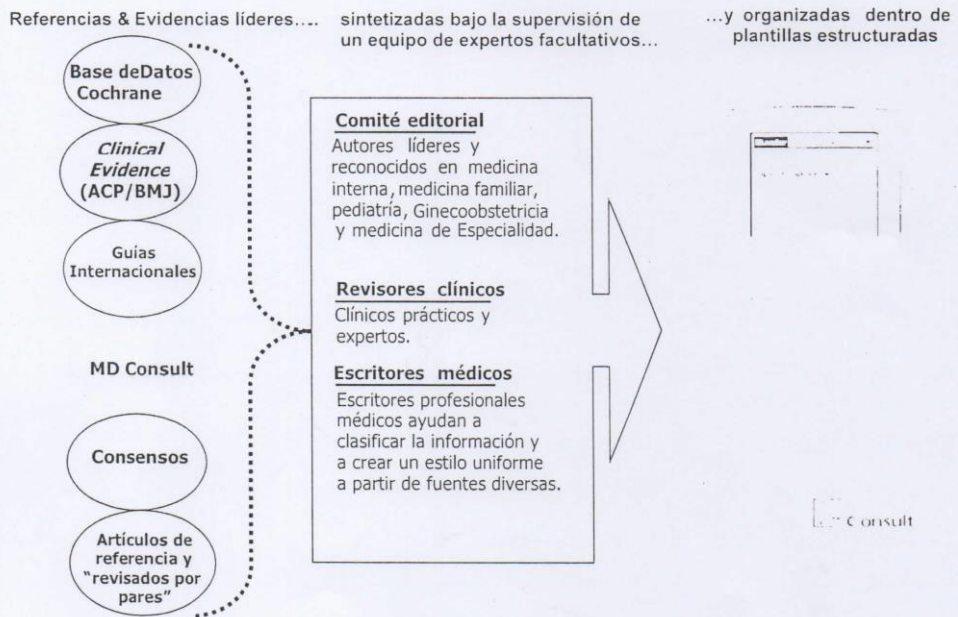 Referencias & Evidencias líderes…..
sintetizadas bajo la supervisión de
un equipo de expertos facultativos…
…y organizadas dentro de
plantillas estructuradas
Base deDatos
Cochrane
Clinical
Evidence
(ACP/BMJ)
Guías
Internacionales
MD Consult
Consensos
Artículos de
referencia y
“revisados por
pares”
Comité editorial
Autores líderes y
reconocidos en medicina
interna, medicina familiar,
pediatría, Ginecoobstetricia
y medicina de Especialidad.
Revisores clínicos
Clínicos prácticos y
expertos.
Escritores médicos
Escritores profesionales
médicos ayudan a
clasificar la información y
a crear un estilo uniforme
a partir de fuentes diversas.
Consult